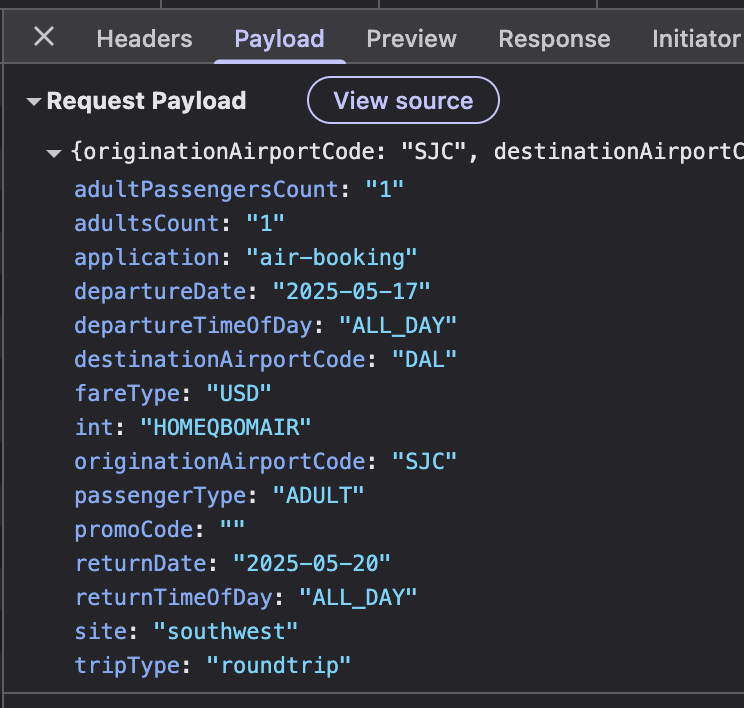 Headers Payload Preview Response Initiator
Request Payload View source
{originationAirportCode: "SJC", destinationAirportC
adultPassengersCount: "1"
adultsCount: "1"
application: "air-booking"
departureDate: "2025-05-17"
departureTimeOfDay: "ALL_DAY"
destinationAirportCode: "DAL"
fareType: "USD"
int: "HOMEQBOMAIR"
originationAirportCode: "SJC"
passengerType: "ADULT"
promoCode: ""
returnDate: "2025-05-20"
returnTimeOfDay: "ALL_DAY"
site: "southwest"
tripType: "roundtrip"